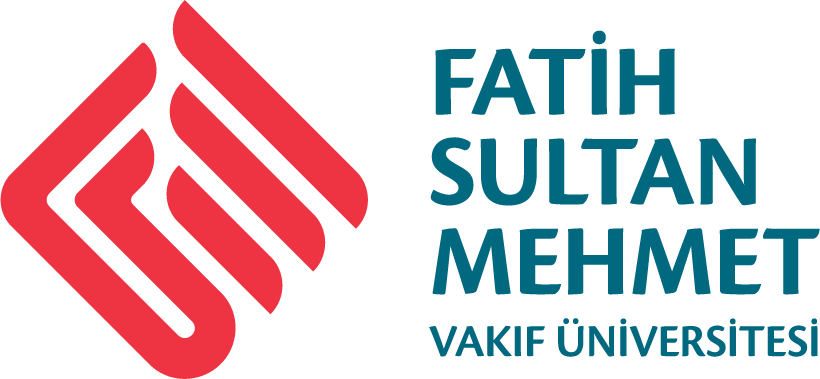 FATİH
SULTAN
MEHMET
VAKIF ÜNİVERSİTESİ